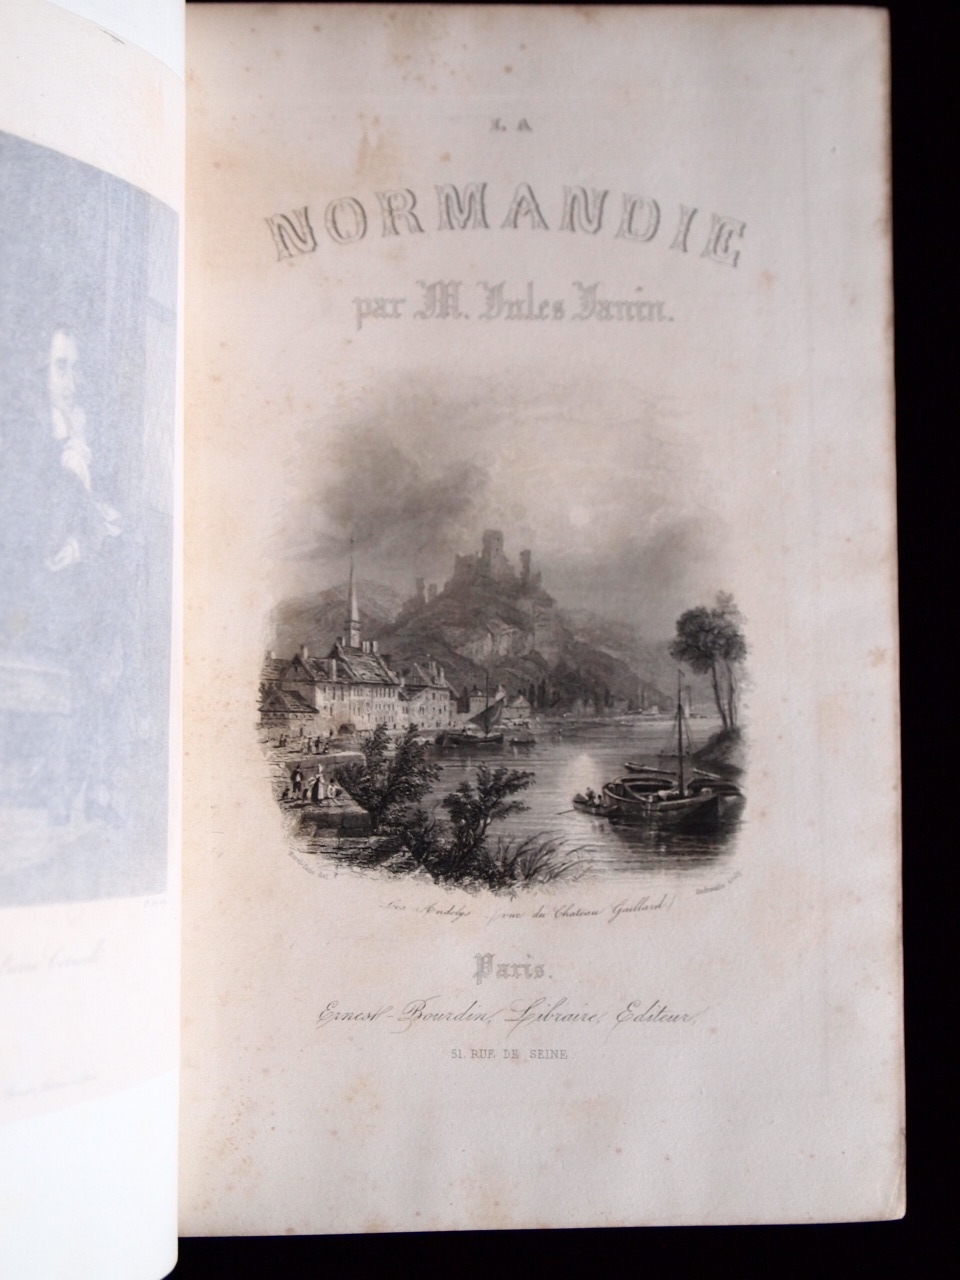 LA
NORMANDIE
par M. Jules Janin.
Les Andelys (vue du Chateau Gaillard)
Paris.
Ernest-Bourdin, Libraire, Editeur,
51. RUE DE SEINE